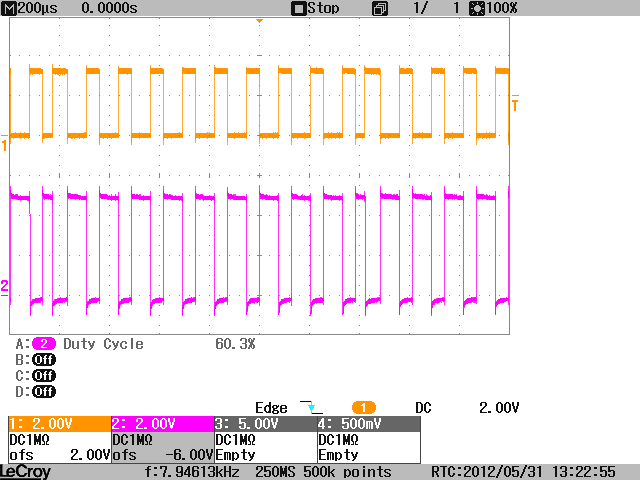 M 200µs 0.0000s Stop 1/ 1 100%
T
1
2
A: 2 Duty Cycle 60.3%
B: Off
C: Off
D: Off
Edge 1 DC 2.00V
1: 2.00V 2: 2.00V 3: 5.00V 4: 500mV
DC1MΩ DC1MΩ DC1MΩ DC1MΩ
ofs 2.00V ofs -6.00V Empty Empty
LeCroy f:7.94613kHz 250MS 500k points RTC:2012/05/31 13:22:55